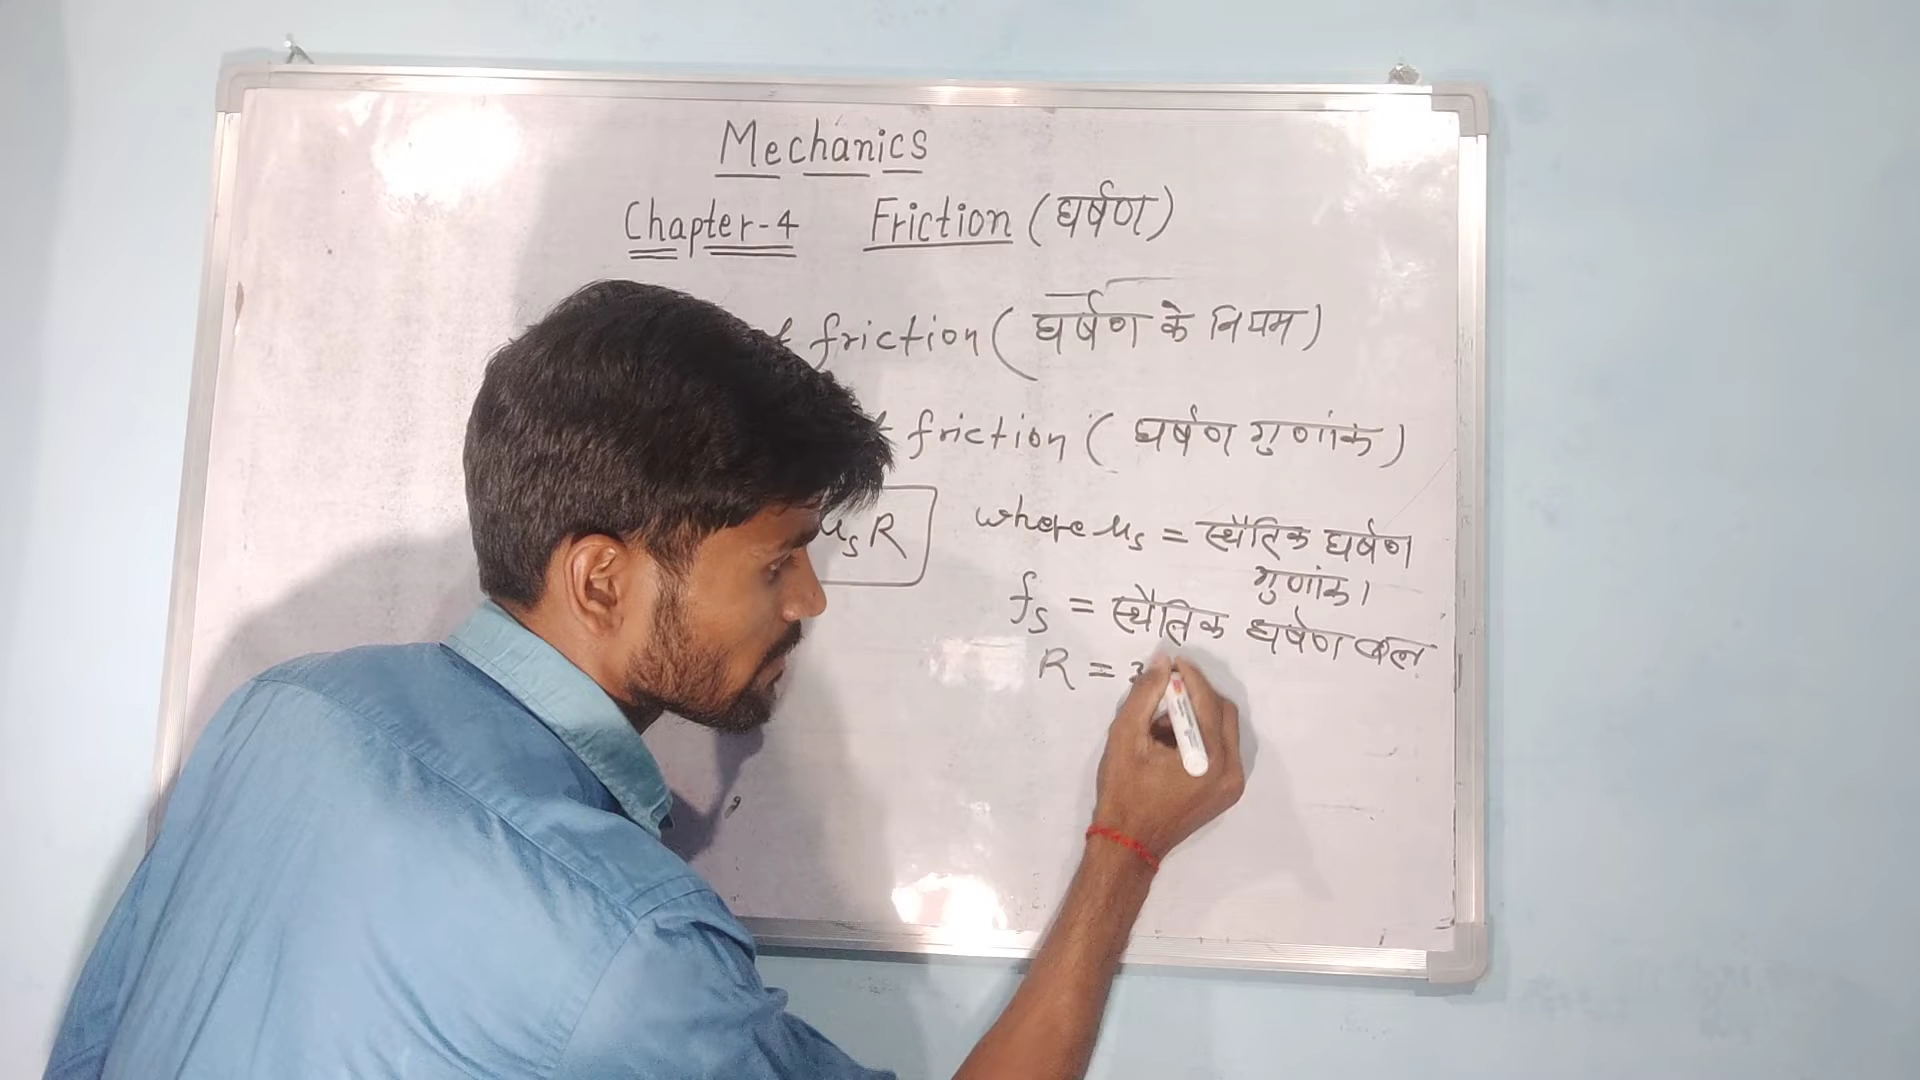 Mechanics
Chapter-4 Friction (घर्षण)
friction ( घर्षण के नियम )
friction ( घर्षण गुणांक )
μs R where μs = स्थैतिक घर्षण
गुणांक।
fs = स्थैतिक घर्षण बल
R =